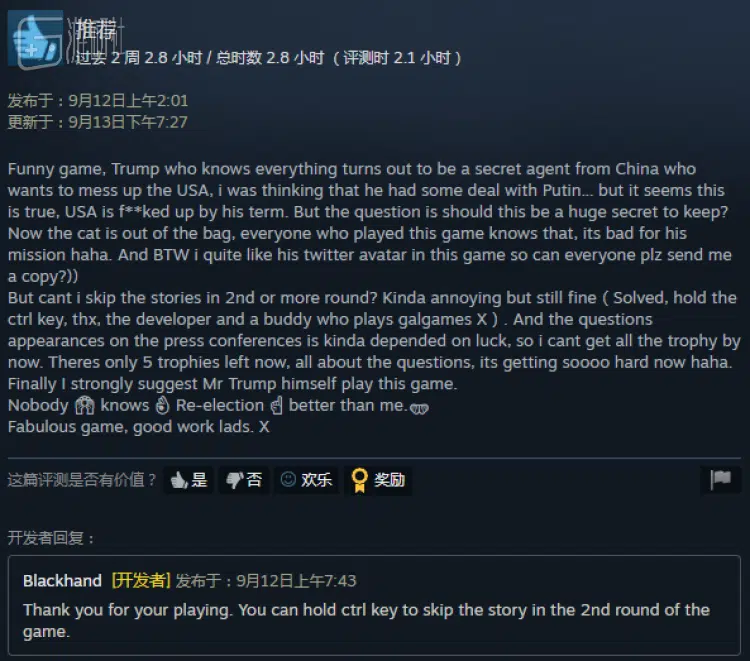 推荐
过去 2 周 2.8 小时 / 总时数 2.8 小时 ( 评测时 2.1 小时 )
发布于：9月12日上午2:01
更新于：9月13日下午7:27
Funny game, Trump who knows everything turns out to be a secret agent from China who
wants to mess up the USA, i was thinking that he had some deal with Putin... but it seems this
is true, USA is f**ked up by his term. But the question is should this be a huge secret to keep?
Now the cat is out of the bag, everyone who played this game knows that, its bad for his
mission haha. And BTW i quite like his twitter avatar in this game so can everyone plz send me
a copy?))
But cant i skip the stories in 2nd or more round? Kinda annoying but still fine ( Solved, hold the
ctrl key, thx, the developer and a buddy who plays galgames X ) . And the questions
appearances on the press conferences is kinda depended on luck, so i cant get all the trophy by
now. Theres only 5 trophies left now, all about the questions, its getting soooo hard now haha.
Finally I strongly suggest Mr Trump himself play this game.
Nobody knows Re-election better than me.
Fabulous game, good work lads. X
这篇评测是否有价值？ 是 否 欢乐 奖励
开发者回复：
Blackhand [开发者] 发布于：9月12日上午7:43
Thank you for your playing. You can hold ctrl key to skip the story in the 2nd round of the
game.